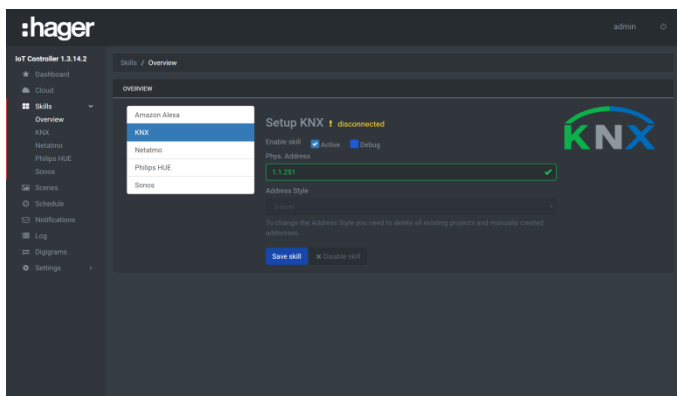 :hager
admin
IoT Controller 1.3.14.2
Dashboard
Cloud
Skills
Overview
KNX
Netatmo
Philips HUE
Sonos
Scenes
Schedule
Notifications
Log
Digigrams
Settings
Skills / Overview
OVERVIEW
Amazon Alexa
KNX
Netatmo
Philips HUE
Sonos
Setup KNX ! disconnected
Enable skill Active Debug
Phys. Address
1.1.251
Address Style
3-level
To change the Address Style you need to delete all existing projects and manually created
addresses.
Save skill × Disable skill
KNX